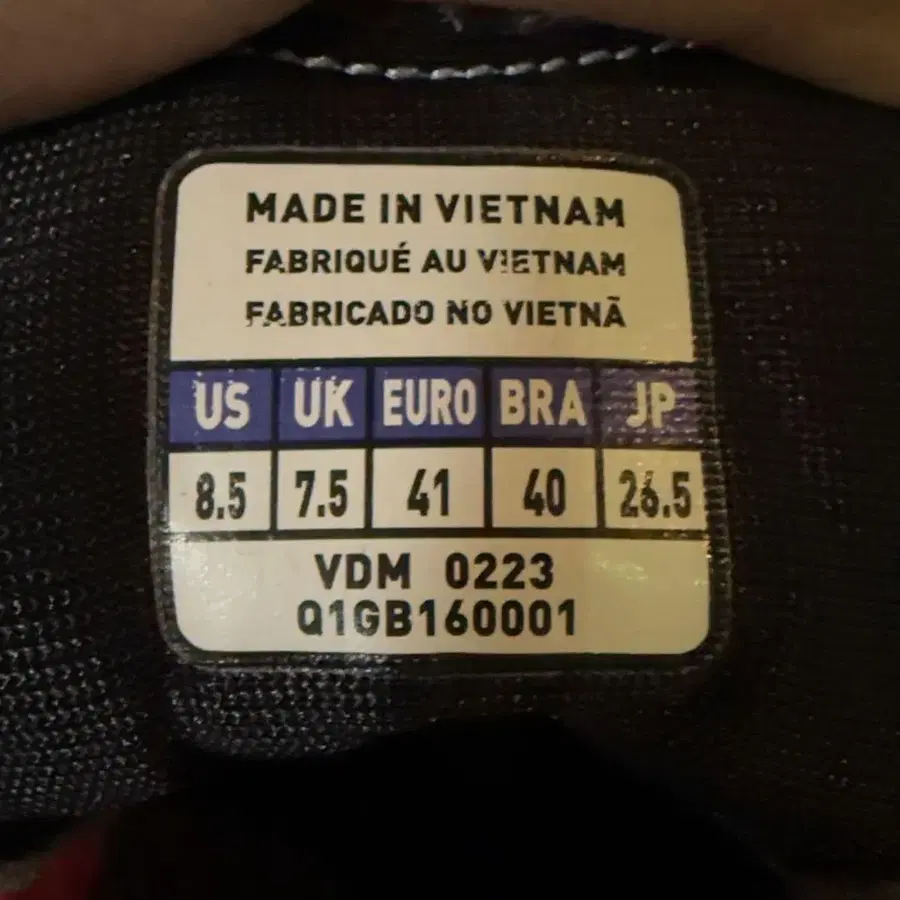 MADE IN VIETNAM
FABRIQUÉ AU VIETNAM
FABRICADO NO VIETNÃ
US UK EURO BRA JP
8.5 7.5 41 40 26.5
VDM 0223
Q1GB160001